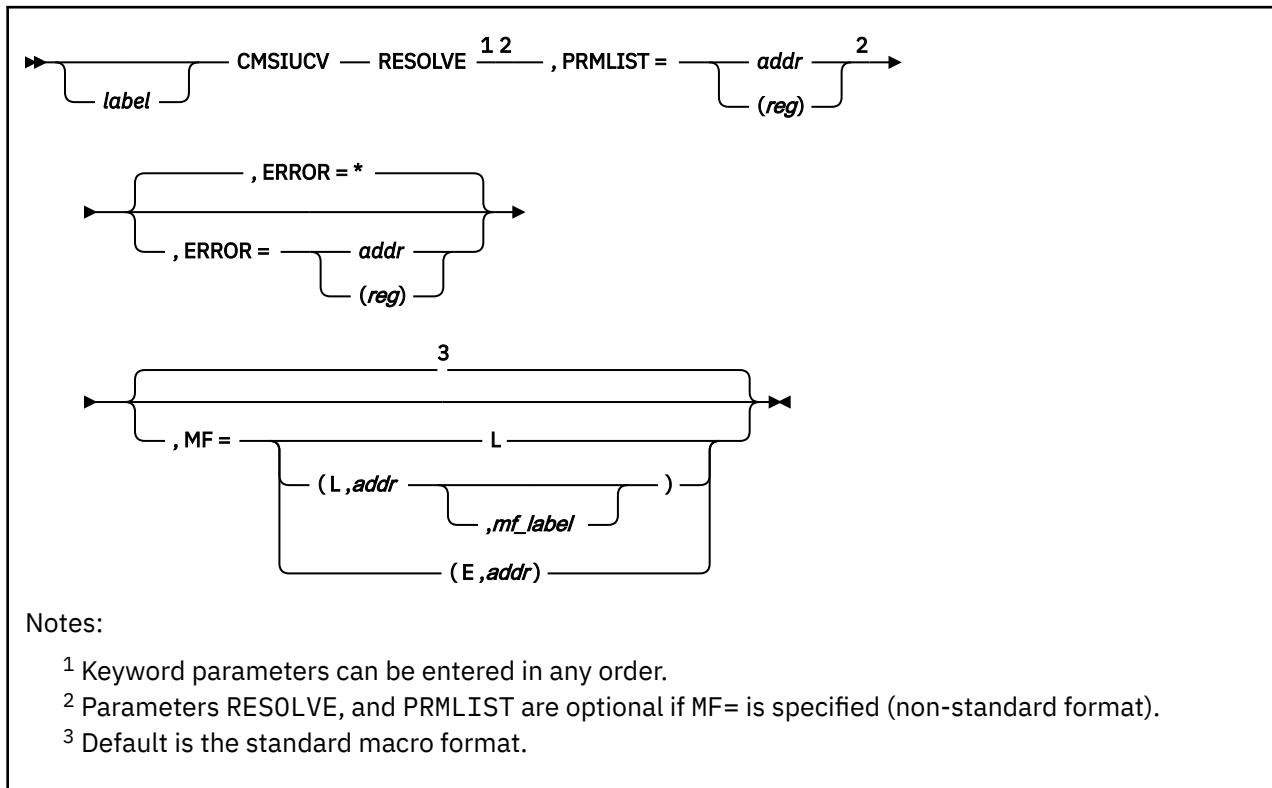 CMSIUCV RESOLVE 1 2 , PRMLIST = addr 2
label (reg)
, ERROR = *
, ERROR = addr
(reg)
3
, MF = L
(L ,addr )
,mf_label
(E ,addr)
Notes:
1 Keyword parameters can be entered in any order.
2 Parameters RESOLVE, and PRMLIST are optional if MF= is specified (non-standard format).
3 Default is the standard macro format.